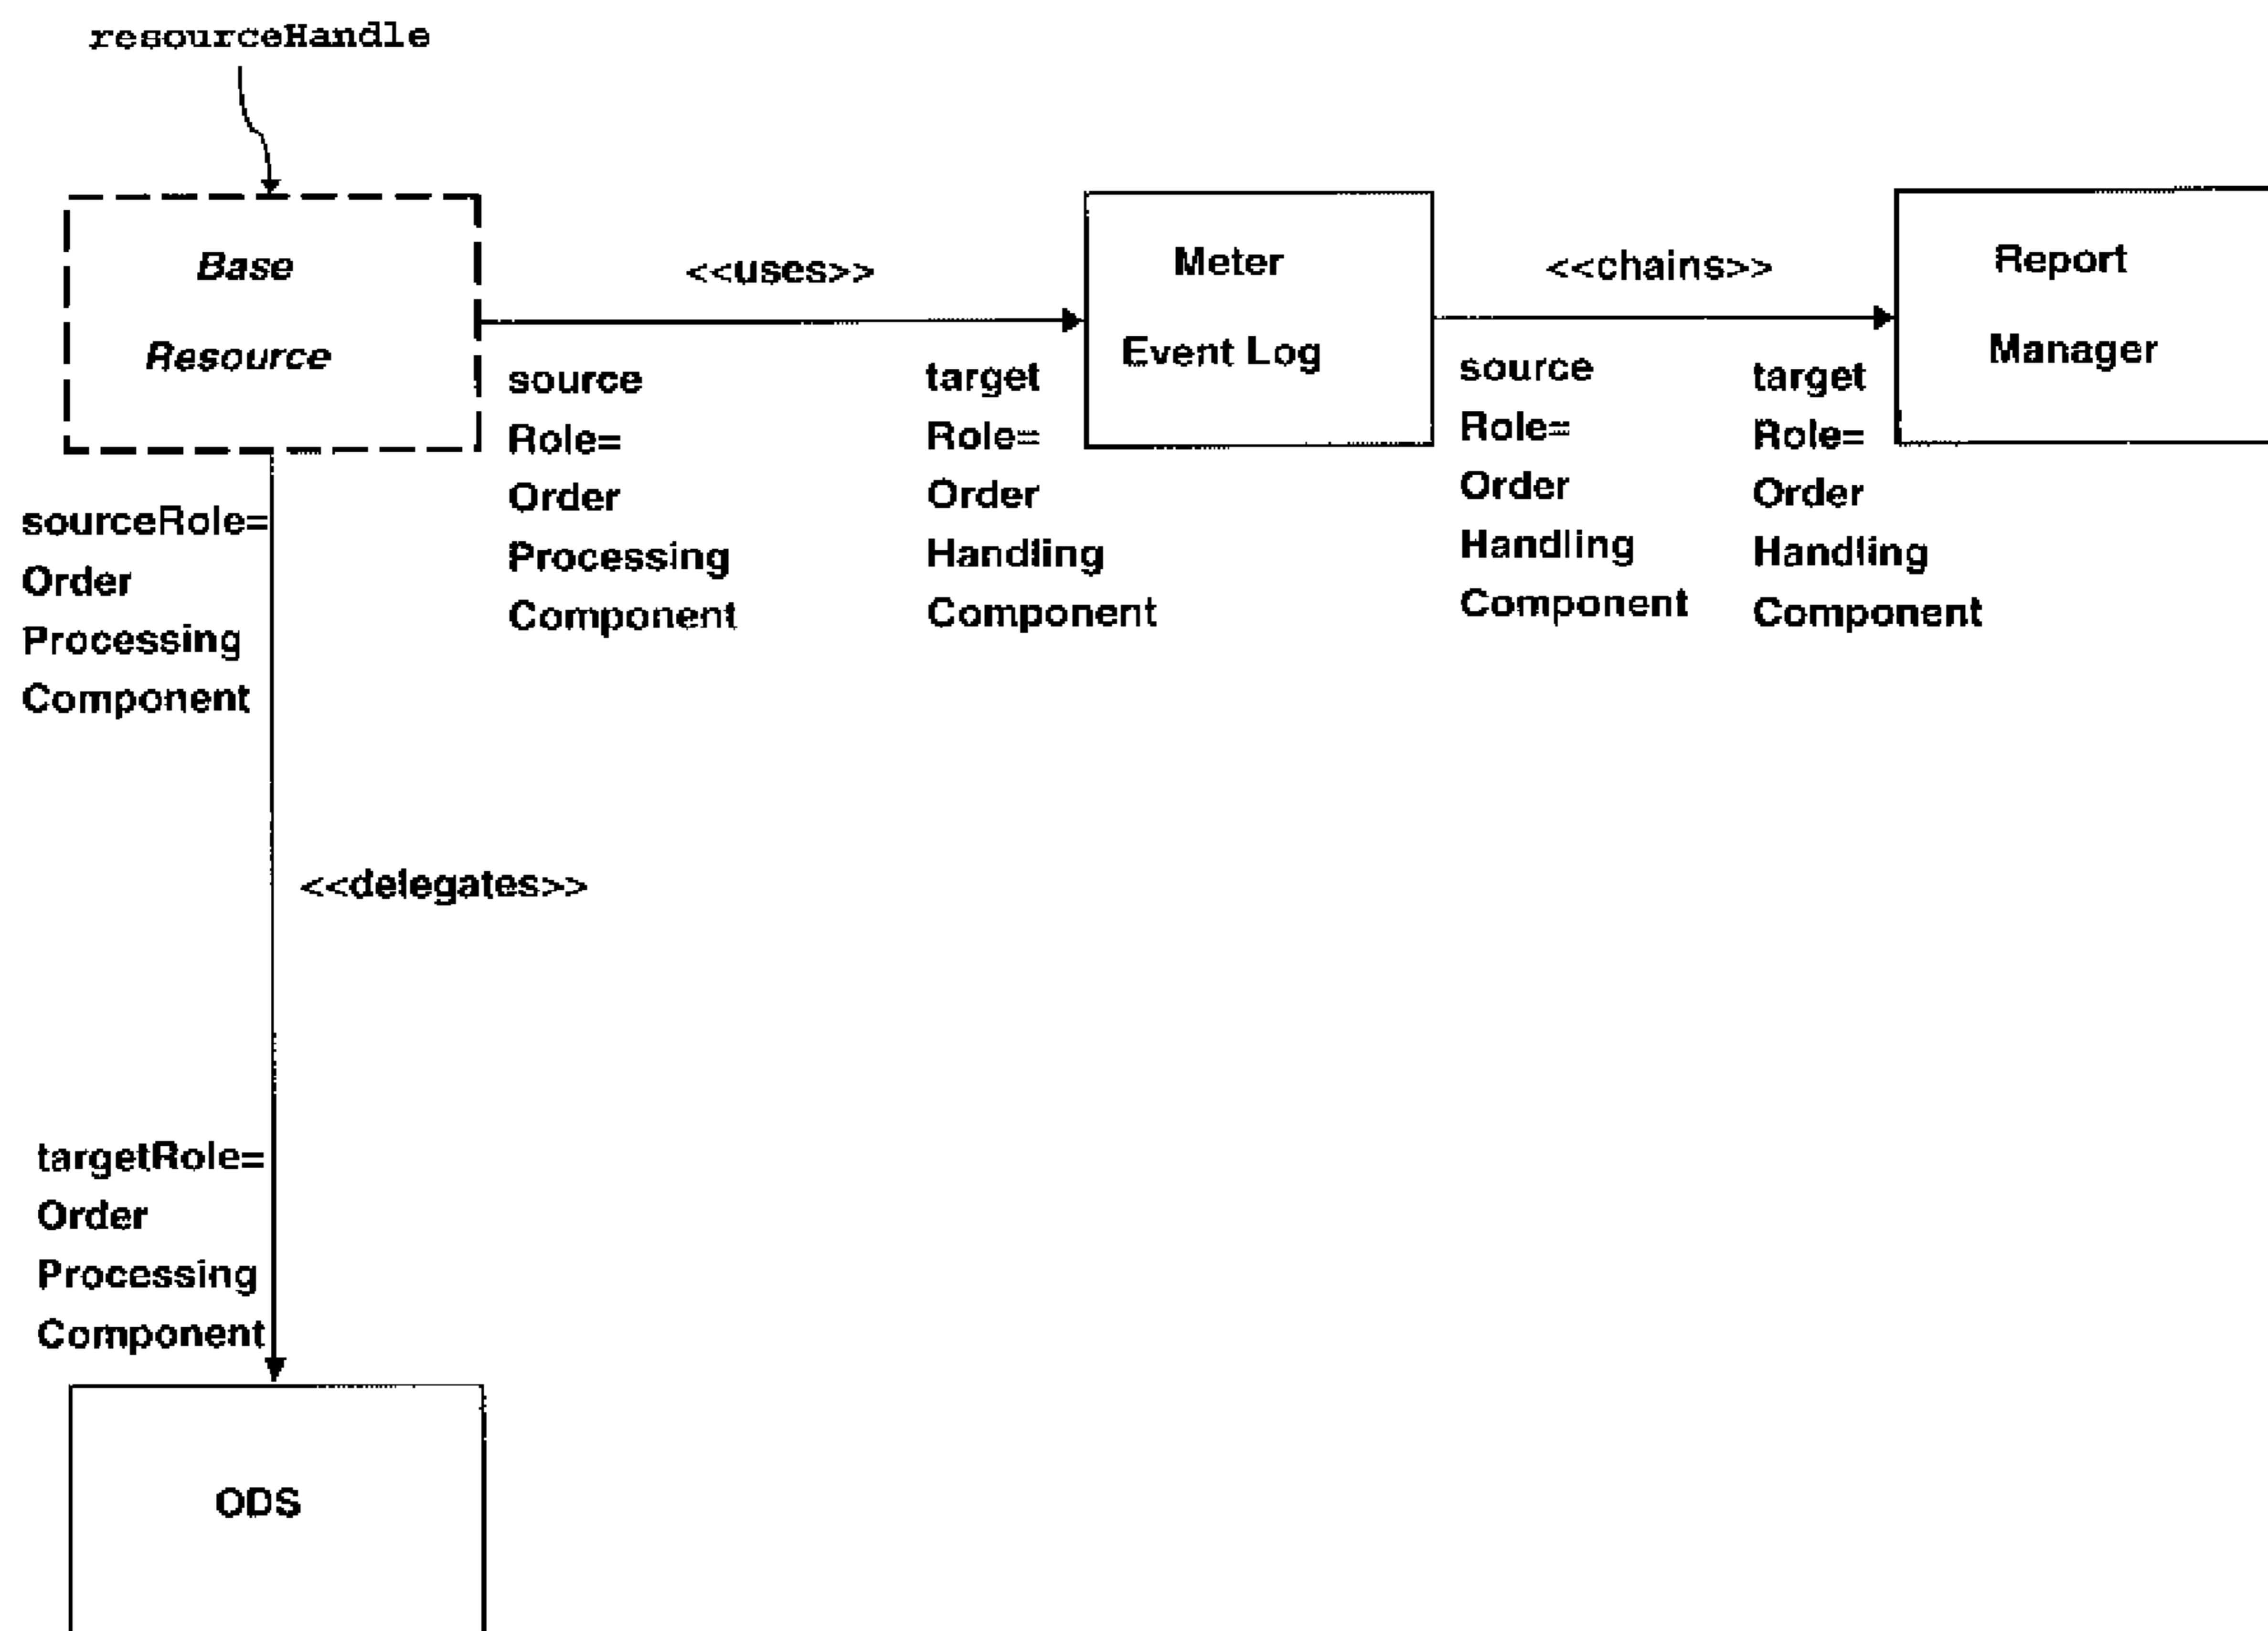 resourceHandle
Base
Resource
<<uses>>
source
Role=
Order
Processing
Component
target
Role=
Order
Handling
Component
Meter
Event Log
<<chains>>
source
Role=
Order
Handling
Component
target
Role=
Order
Handling
Component
Report
Manager
sourceRole=
Order
Processing
Component
<<delegates>>
targetRole=
Order
Processing
Component
ODS